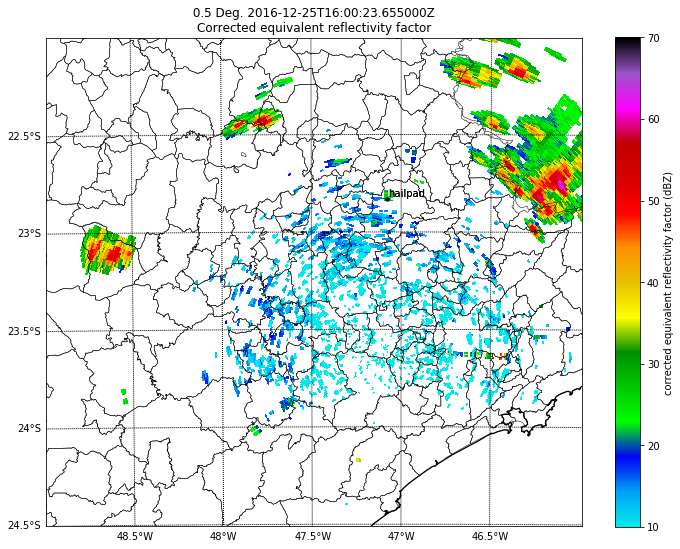 0.5 Deg. 2016-12-25T16:00:23.655000Z
Corrected equivalent reflectivity factor
70
60
50
40
30
20
10
corrected equivalent reflectivity factor (dBZ)
22.5°S
23°S
23.5°S
24°S
24.5°S
hailpad
48.5°W
48°W
47.5°W
47°W
46.5°W